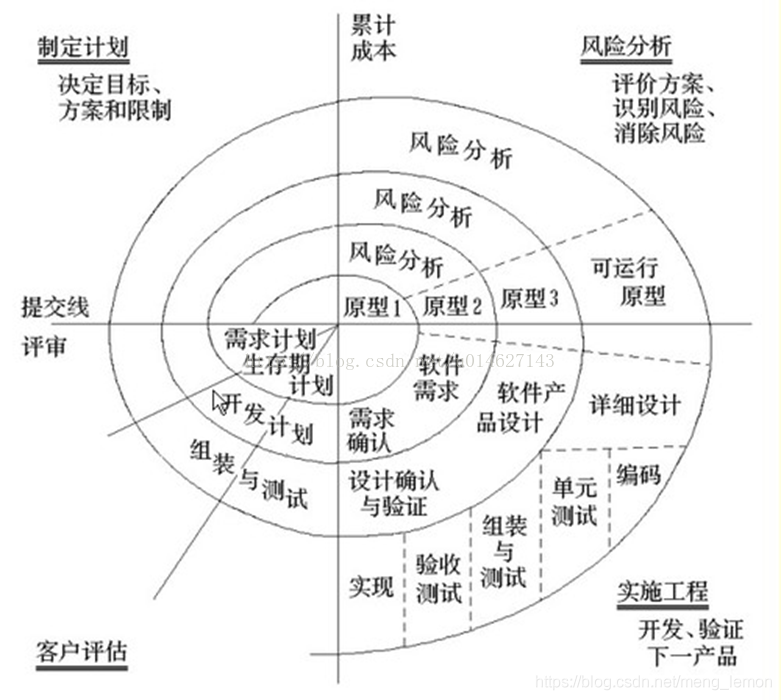 累计
成本
制定计划
决定目标、
方案和限制
风险分析
评价方案、
识别风险、
消除风险
风险分析
风险分析
风险分析
可运行
原型
原型1
原型2
原型3
提交线
评审
需求计划
生存期
计划
blog.csdn.net
014627143
软件
需求
软件产
品设计
详细设计
开发计划
需求
确认
组装与测试
设计确认
与验证
单元
测试
编码
组装
与
测试
验收
测试
实现
实施工程
开发、验证
下一产品
客户评估
https://blog.csdn.net/meng_lemon